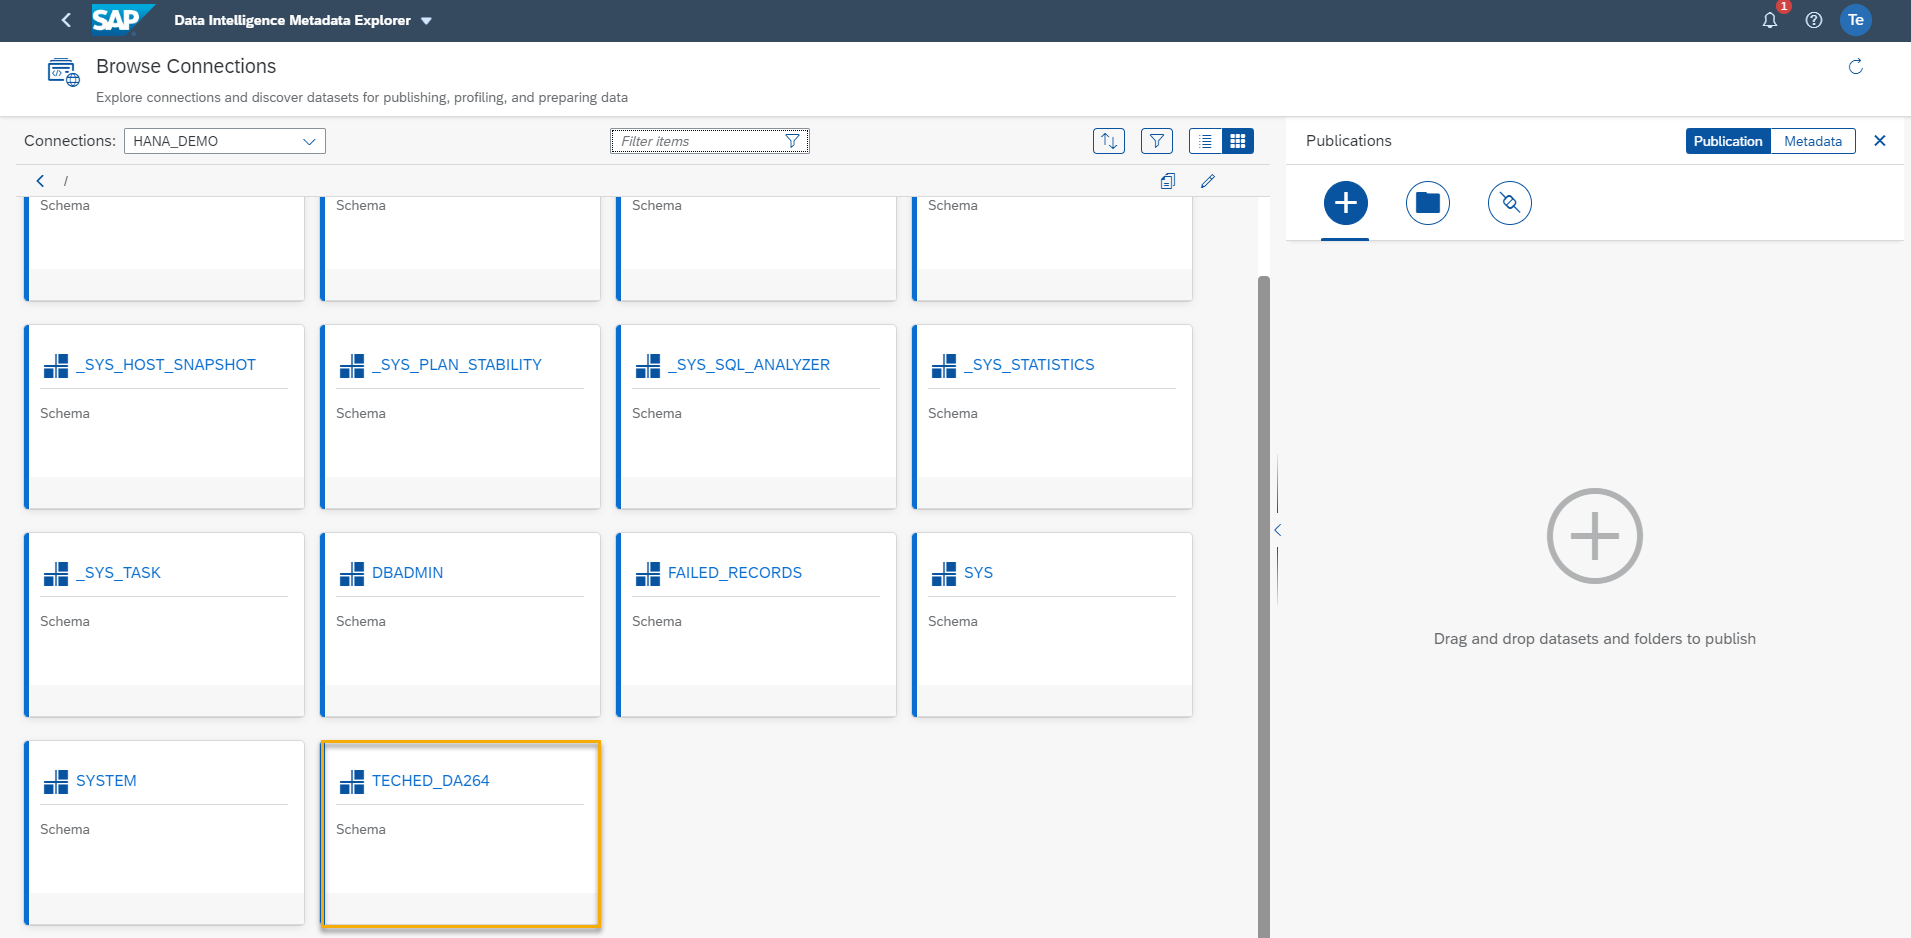 SAP Data Intelligence Metadata Explorer
1
Te
Browse Connections
Explore connections and discover datasets for publishing, profiling, and preparing data
Connections: HANA_DEMO
Filter items
Publications
Publication Metadata
/
Schema Schema Schema Schema
_SYS_HOST_SNAPSHOT _SYS_PLAN_STABILITY _SYS_SQL_ANALYZER _SYS_STATISTICS
Schema Schema Schema Schema
_SYS_TASK DBADMIN FAILED_RECORDS SYS
Schema Schema Schema Schema
Drag and drop datasets and folders to publish
SYSTEM TECHED_DA264
Schema Schema